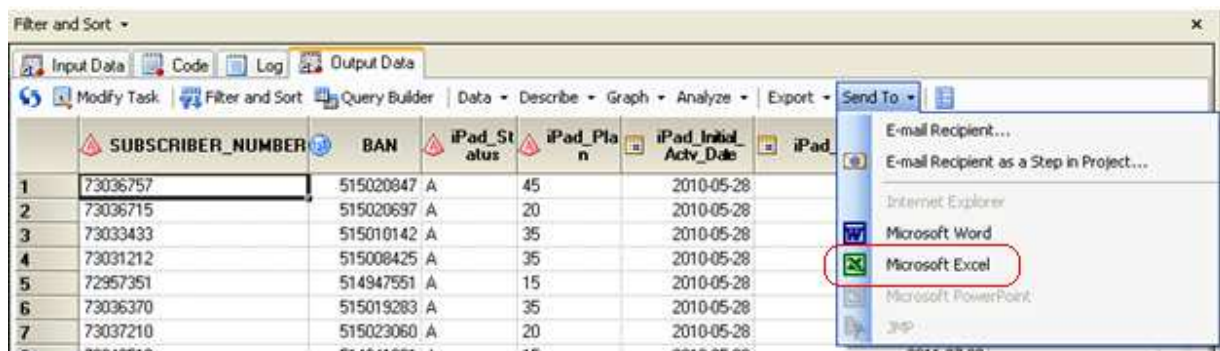 Filter and Sort
Input Data Code Log Output Data
Modify Task Filter and Sort Query Builder Data Describe Graph Analyze Export Send To
SUBSCRIBER_NUMBER BAN iPad_St
atus iPad_Pla
n iPad_Initial_
Actv_Date iPad_
1 73036757 515020847 A 45 2010-05-28
2 73036715 515020697 A 20 2010-05-28
3 73033433 515010142 A 35 2010-05-28
4 73031212 515008425 A 35 2010-05-28
5 72957351 514947551 A 15 2010-05-28
6 73036370 515019283 A 35 2010-05-28
7 73037210 515023060 A 20 2010-05-28
E-mail Recipient...
E-mail Recipient as a Step in Project...
Internet Explorer
Microsoft Word
Microsoft Excel
Microsoft PowerPoint
JMP